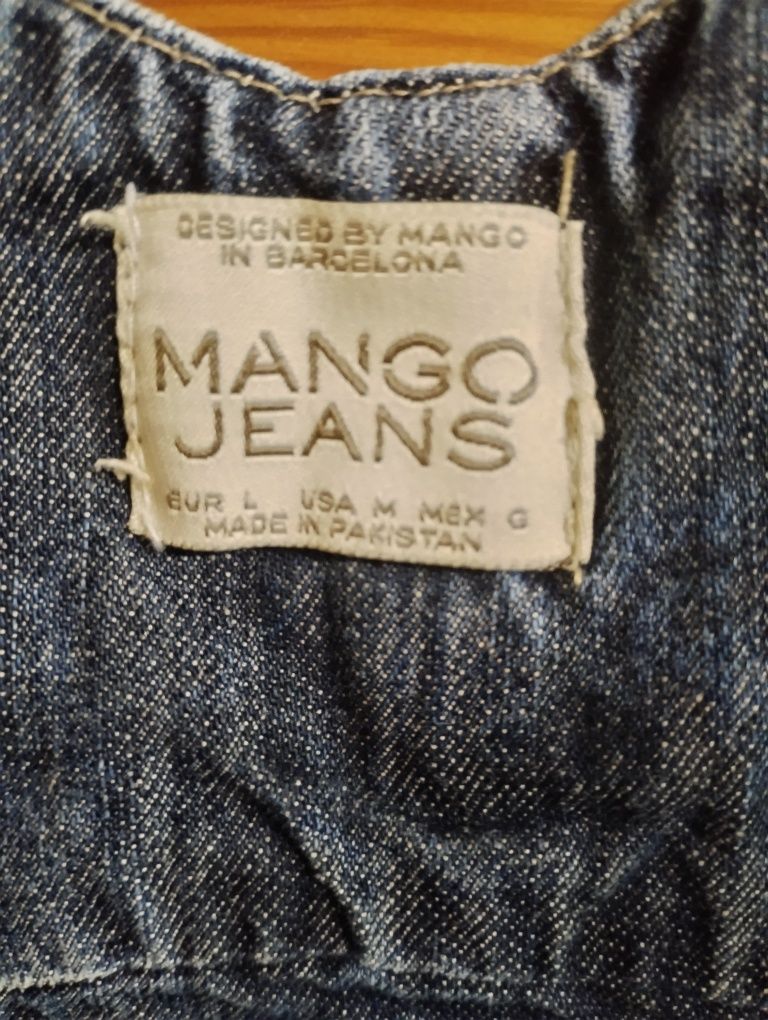 DESIGNED BY MANGO
IN BARCELONA
MANGO
JEANS
EUR L USA M MEX G
MADE IN PAKISTAN